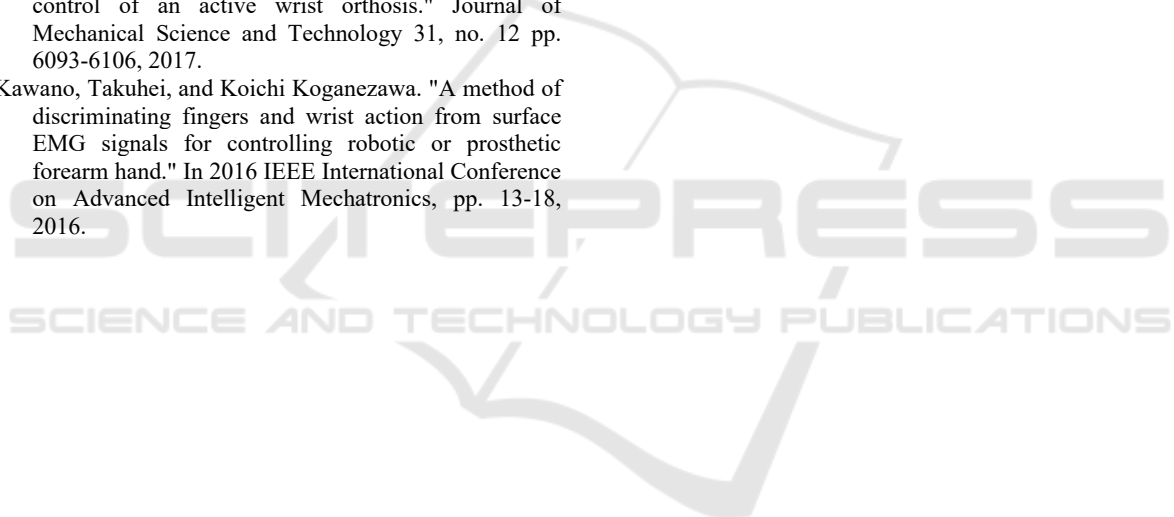 control of an active wrist orthosis." Journal of
Mechanical Science and Technology 31, no. 12 pp.
6093-6106, 2017.
Kawano, Takuhei, and Koichi Koganezawa. "A method of
discriminating fingers and wrist action from surface
EMG signals for controlling robotic or prosthetic
forearm hand." In 2016 IEEE International Conference
on Advanced Intelligent Mechatronics, pp. 13-18,
2016.
SCITEPRESS
SCIENCE AND TECHNOLOGY PUBLICATIONS